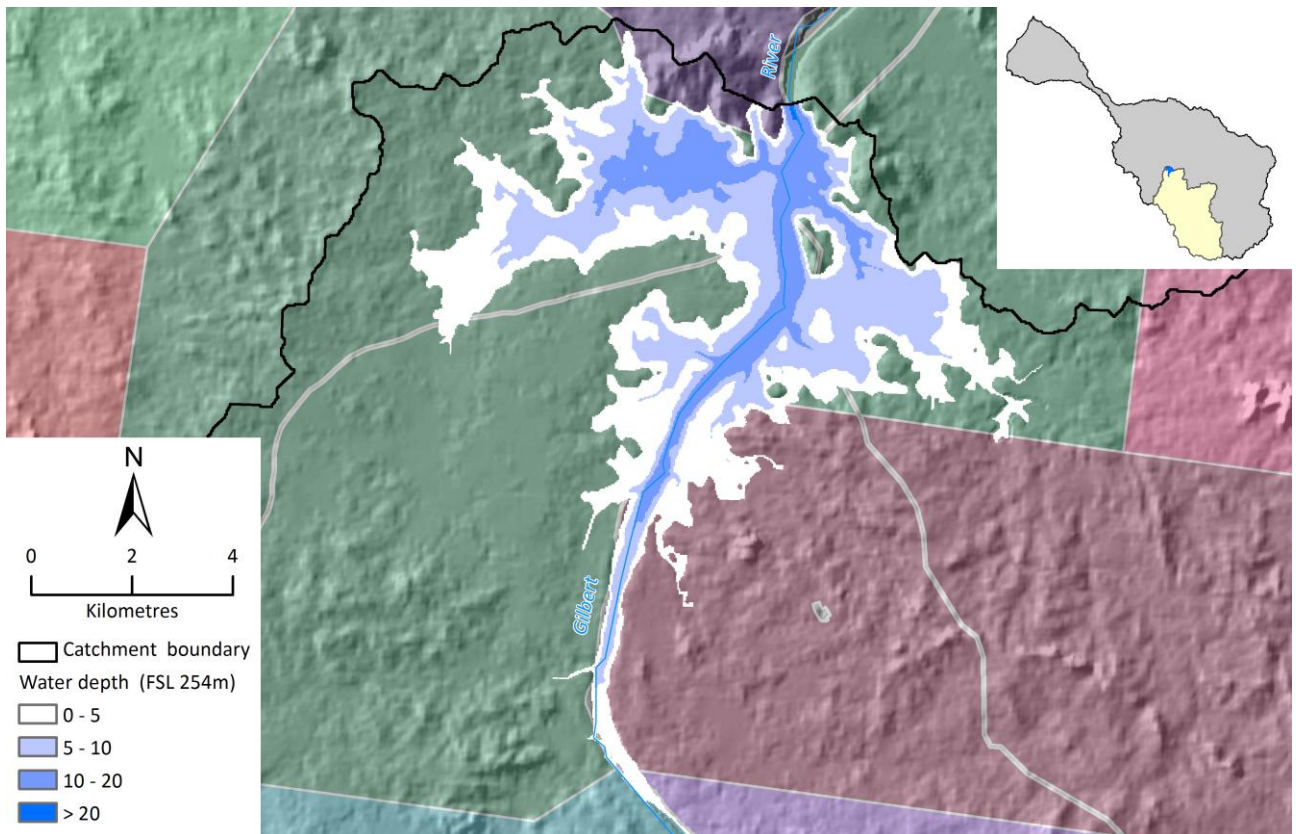 River
Gilbert
N
0 2 4
Kilometres
Catchment boundary
Water depth (FSL 254m)
0 - 5
5 - 10
10 - 20
> 20